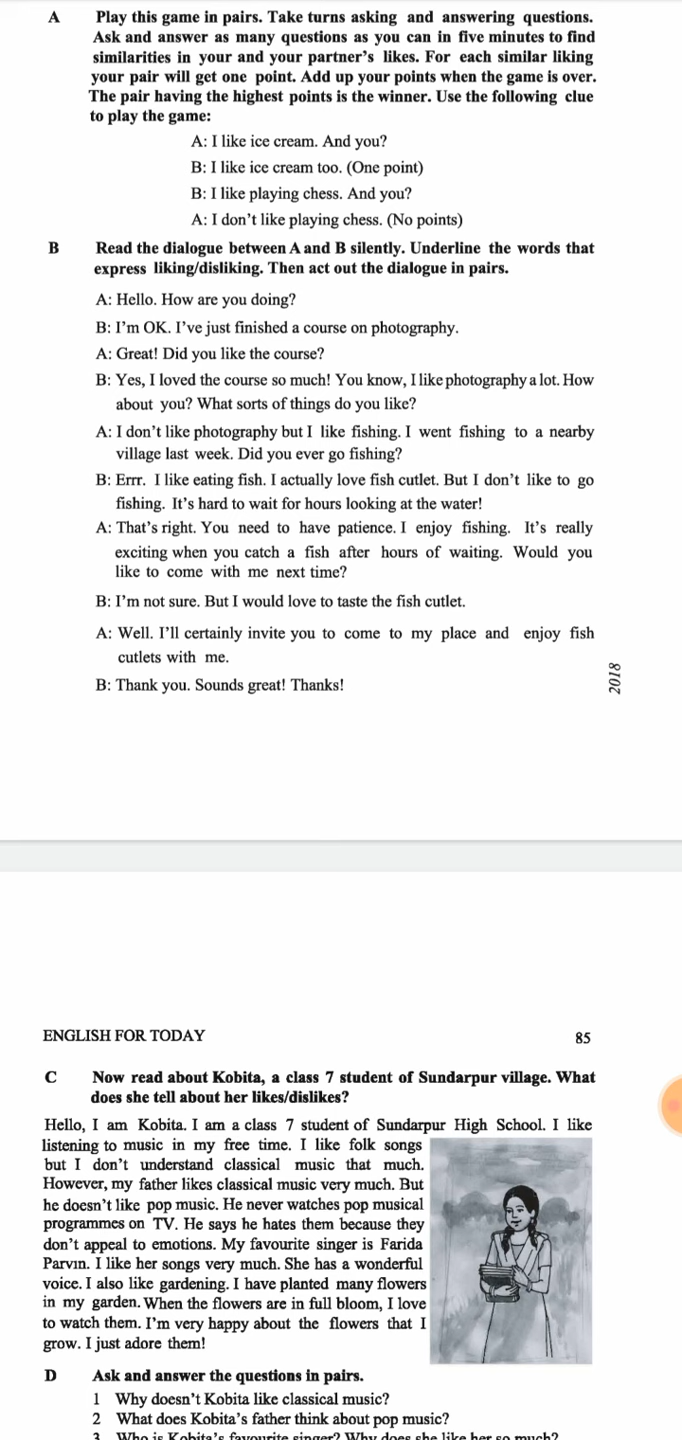 A Play this game in pairs. Take turns asking and answering questions.
Ask and answer as many questions as you can in five minutes to find
similarities in your and your partner's likes. For each similar liking
your pair will get one point. Add up your points when the game is over.
The pair having the highest points is the winner. Use the following clue
to play the game:
A: I like ice cream. And you?
B: I like ice cream too. (One point)
B: I like playing chess. And you?
A: I don't like playing chess. (No points)
B Read the dialogue between A and B silently. Underline the words that
express liking/disliking. Then act out the dialogue in pairs.
A: Hello. How are you doing?
B: I'm OK. I've just finished a course on photography.
A: Great! Did you like the course?
B: Yes, I loved the course so much! You know, I like photography a lot. How
about you? What sorts of things do you like?
A: I don't like photography but I like fishing. I went fishing to a nearby
village last week. Did you ever go fishing?
B: Errr. I like eating fish. I actually love fish cutlet. But I don't like to go
fishing. It's hard to wait for hours looking at the water!
A: That's right. You need to have patience. I enjoy fishing. It's really
exciting when you catch a fish after hours of waiting. Would you
like to come with me next time?
B: I'm not sure. But I would love to taste the fish cutlet.
A: Well. I'll certainly invite you to come to my place and enjoy fish
cutlets with me.
B: Thank you. Sounds great! Thanks!
2018
ENGLISH FOR TODAY 85
C Now read about Kobita, a class 7 student of Sundarpur village. What
does she tell about her likes/dislikes?
Hello, I am Kobita. I am a class 7 student of Sundarpur High School. I like
listening to music in my free time. I like folk songs
but I don't understand classical music that much.
However, my father likes classical music very much. But
he doesn't like pop music. He never watches pop musical
programmes on TV. He says he hates them because they
don't appeal to emotions. My favourite singer is Farida
Parvin. I like her songs very much. She has a wonderful
voice. I also like gardening. I have planted many flowers
in my garden. When the flowers are in full bloom, I love
to watch them. I'm very happy about the flowers that I
grow. I just adore them!
D Ask and answer the questions in pairs.
1 Why doesn't Kobita like classical music?
2 What does Kobita's father think about pop music?
3 Who is Kobita's favourite singer? Why does she like her so much?